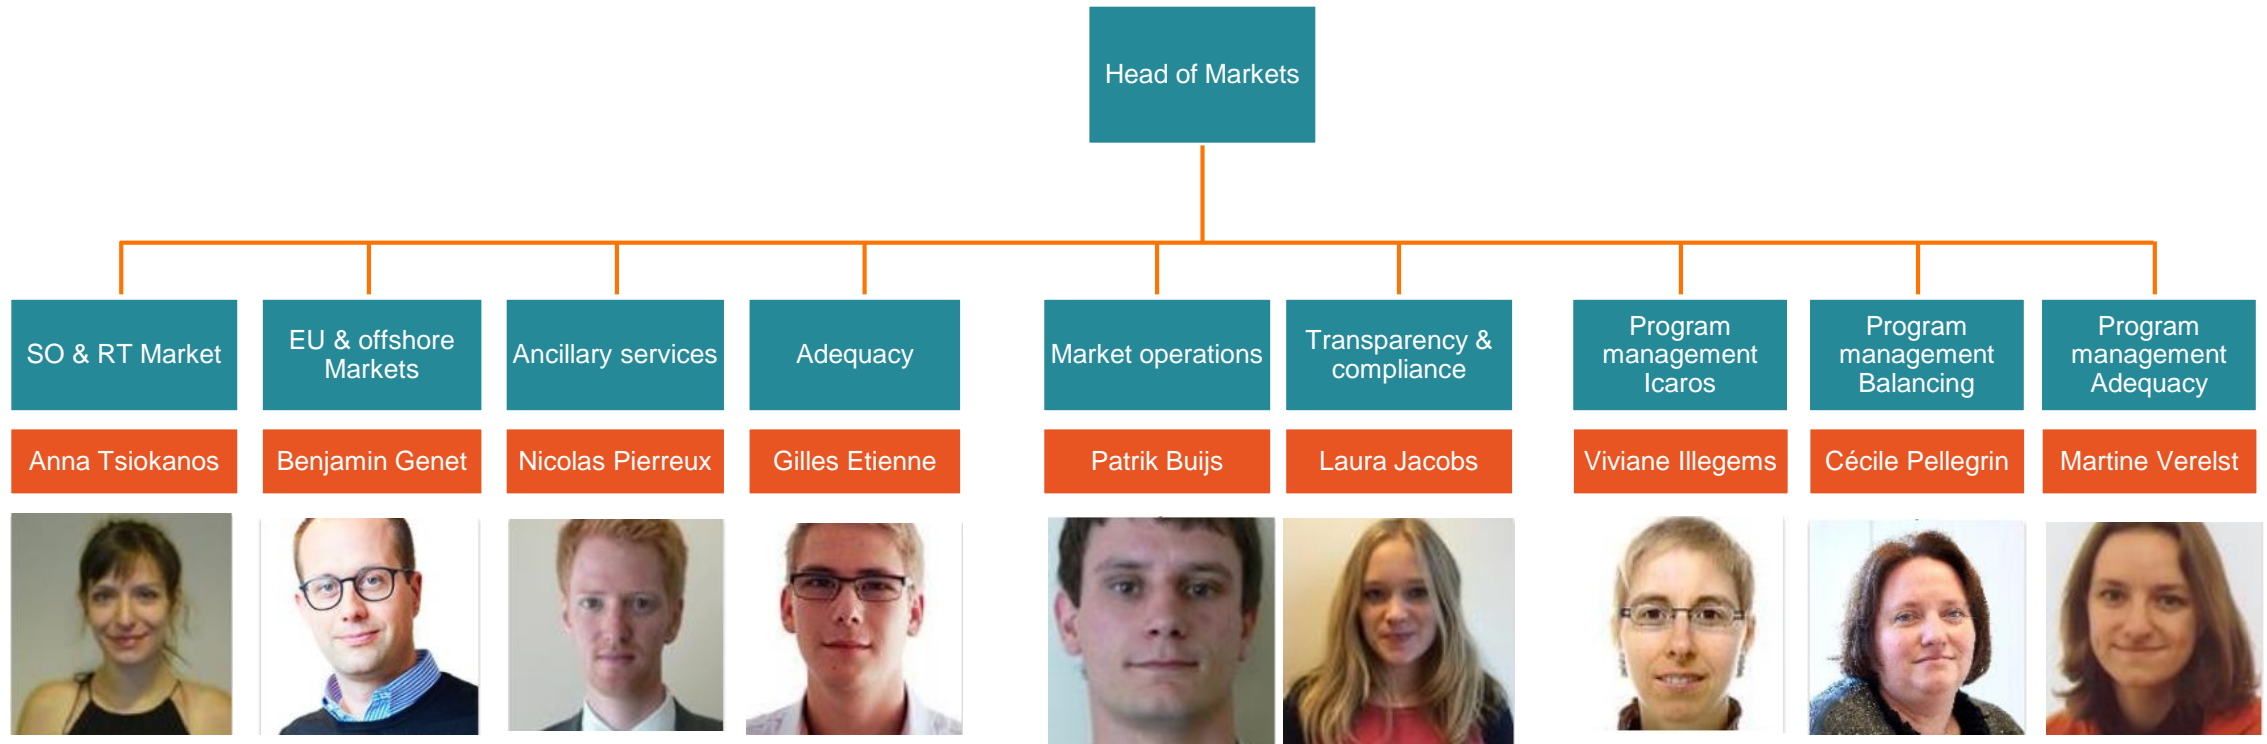 Head of Markets
SO & RT Market
EU & offshore
Markets
Ancillary services
Adequacy
Market operations
Transparency &
compliance
Program
management
Icaros
Program
management
Balancing
Program
management
Adequacy
Anna Tsiokanos
Benjamin Genet
Nicolas Pierreux
Gilles Etienne
Patrik Buijs
Laura Jacobs
Viviane Illegems
Cécile Pellegrin
Martine Verelst